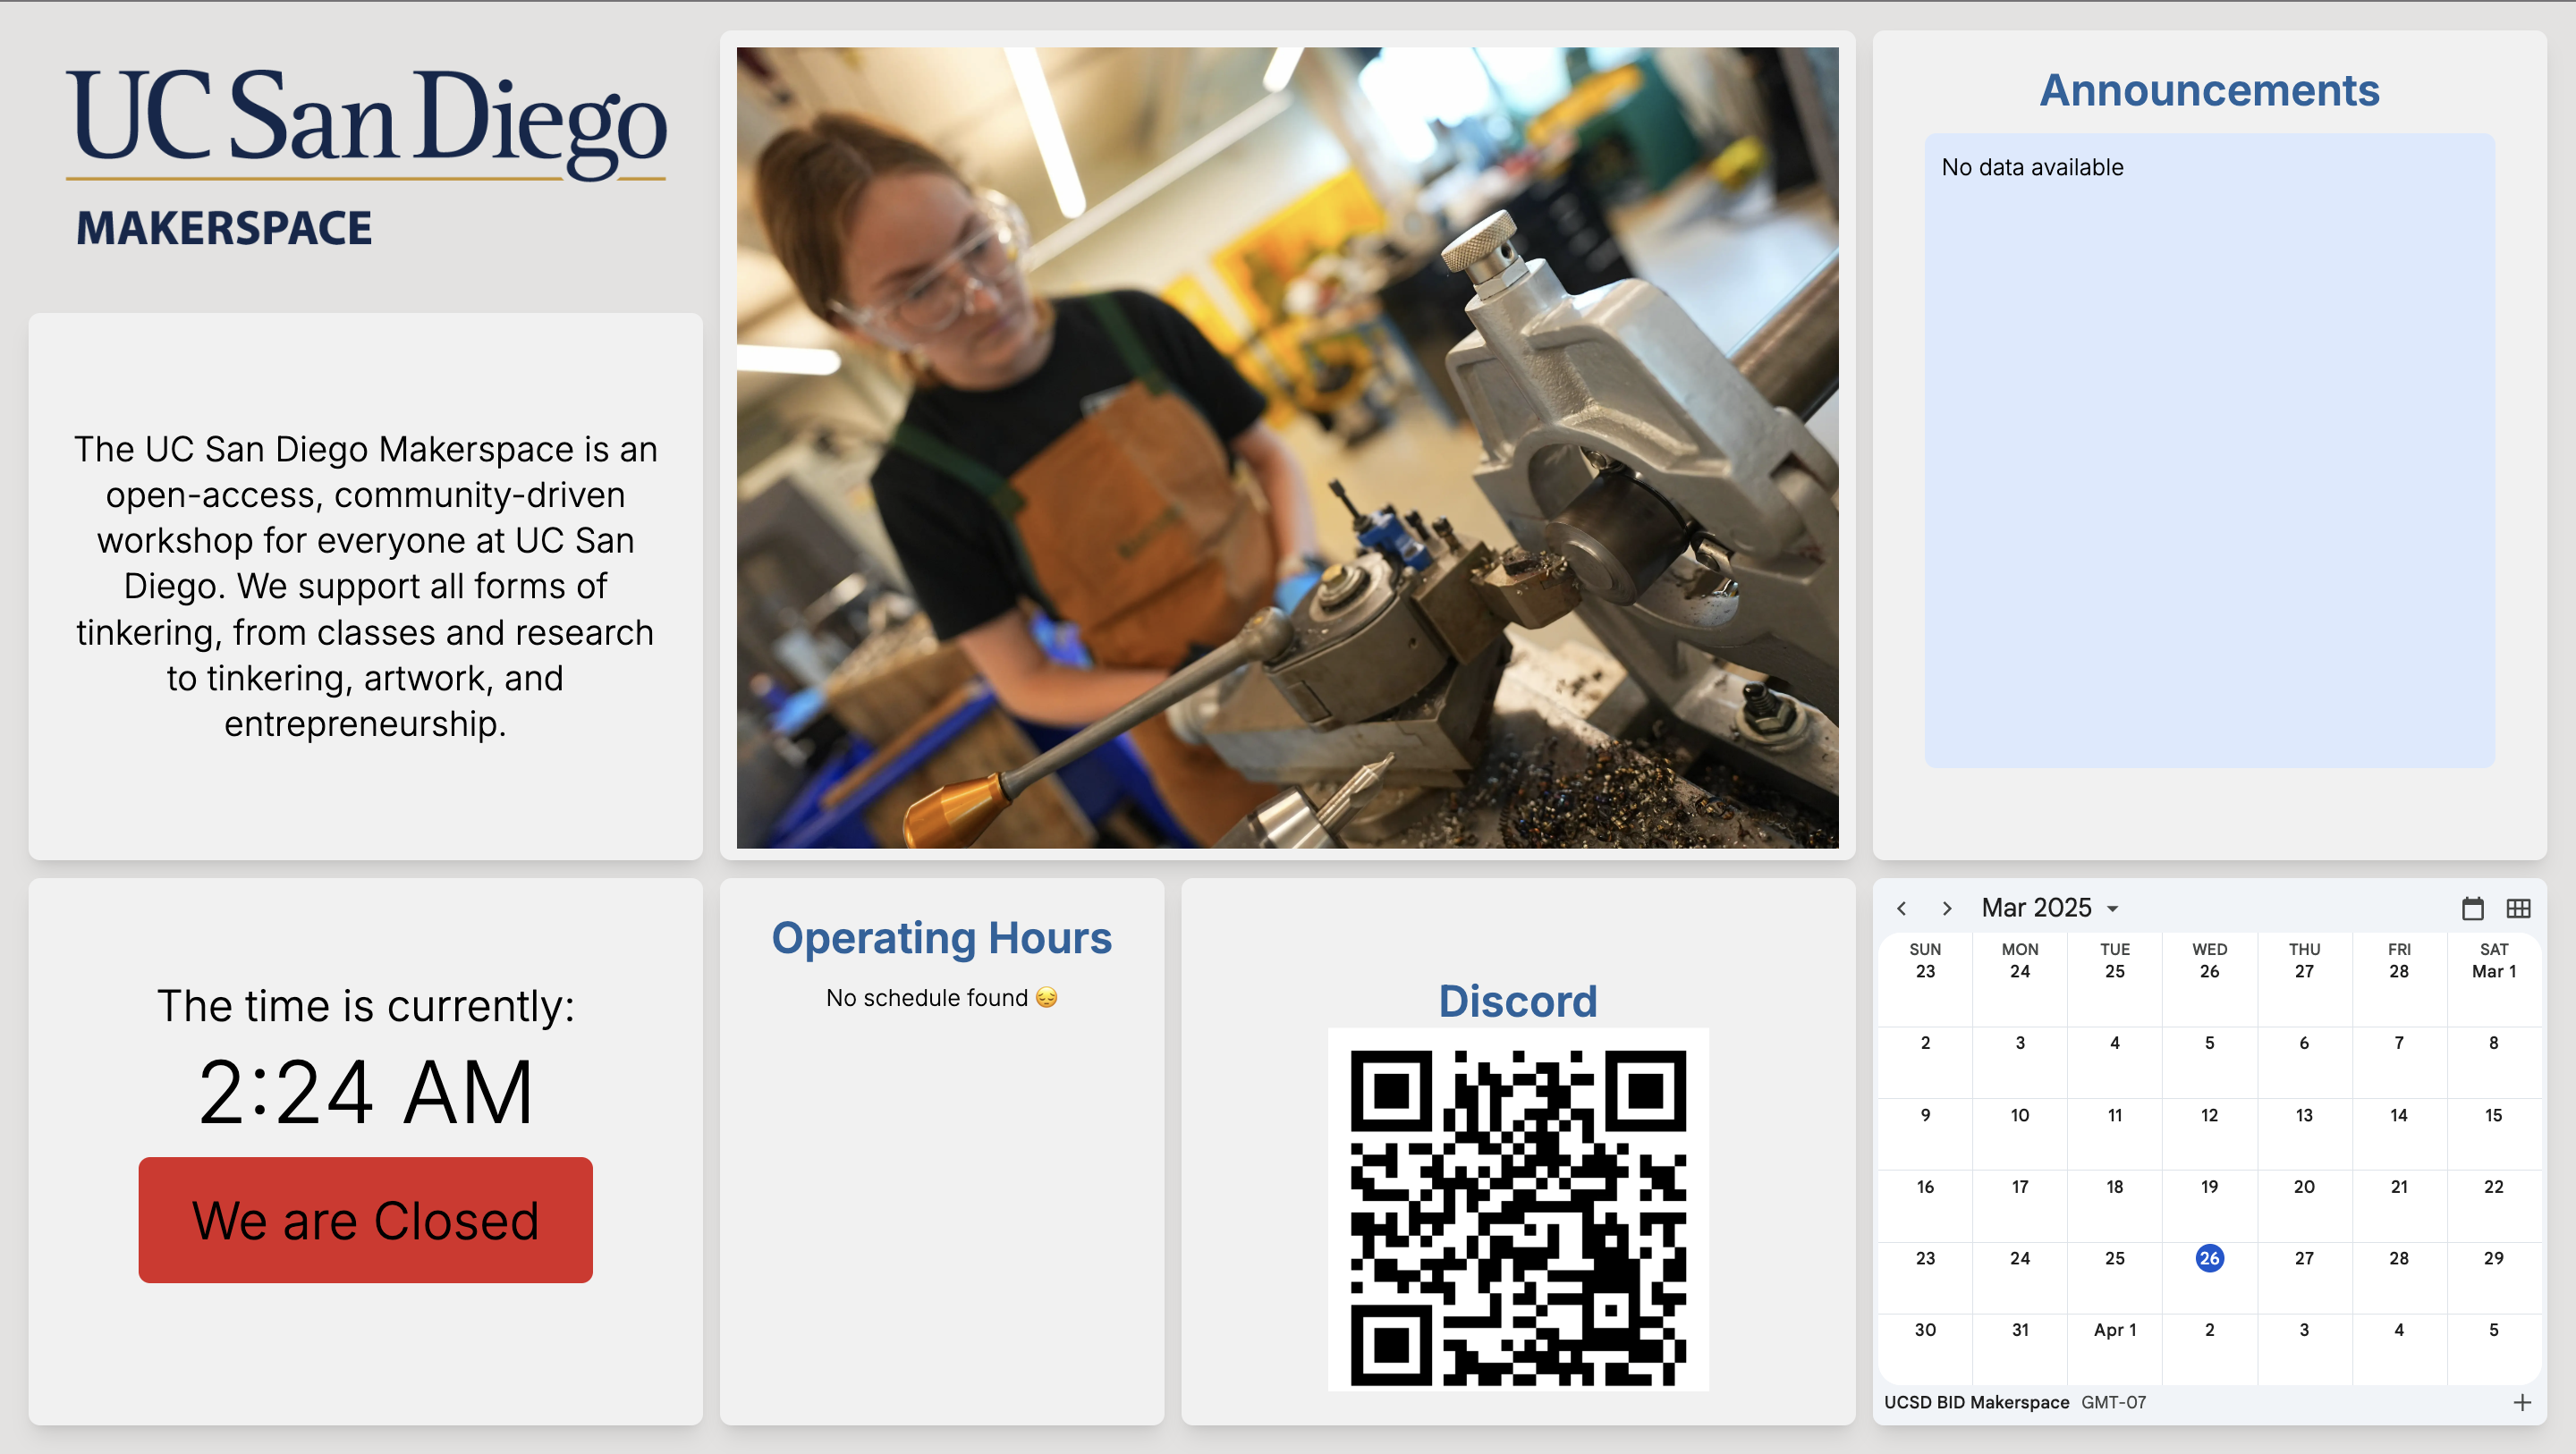 UC San Diego
MAKERSPACE
The UC San Diego Makerspace is an
open-access, community-driven
workshop for everyone at UC San
Diego. We support all forms of
tinkering, from classes and research
to tinkering, artwork, and
entrepreneurship.
Announcements
No data available
The time is currently:
2:24 AM
We are Closed
Operating Hours
No schedule found 😔
Discord
Mar 2025
SUN MON TUE WED THU FRI SAT
23 24 25 26 27 28 Mar 1
2 3 4 5 6 7 8
9 10 11 12 13 14 15
16 17 18 19 20 21 22
23 24 25 26 27 28 29
30 31 Apr 1 2 3 4 5
UCSD BID Makerspace GMT-07